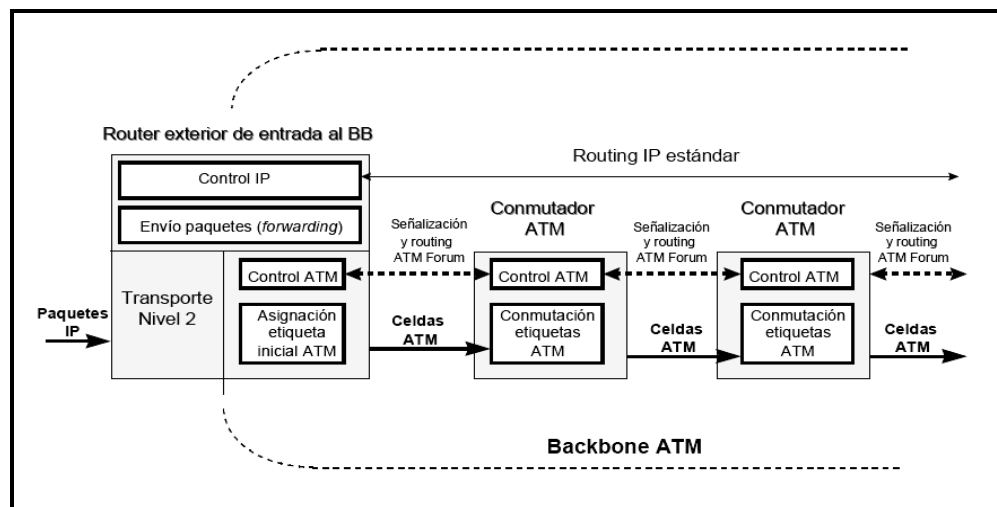 Router exterior de entrada al BB
Control IP
Routing IP estándar
Envío paquetes (forwarding)
Señalización
y routing
ATM Forum
Conmutador
ATM
Señalización
y routing
ATM Forum
Conmutador
ATM
Señalización
y routing
ATM Forum
Paquetes
IP
Transporte
Nivel 2
Control ATM
Asignación
etiqueta
inicial ATM
Celdas
ATM
Control ATM
Conmutación
etiquetas
ATM
Celdas
ATM
Control ATM
Conmutación
etiquetas
ATM
Celdas
ATM
Backbone ATM